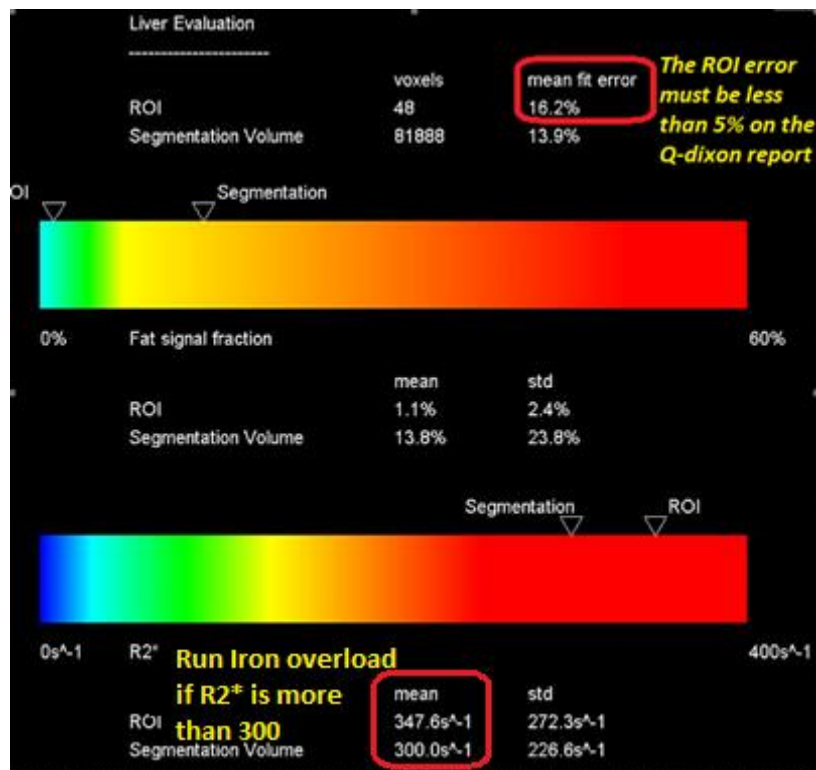 Liver Evaluation
----------------------
voxels mean fit error
ROI 48 16.2%
Segmentation Volume 81888 13.9%
The ROI error
must be less
than 5% on the
Q-dixon report
OI Segmentation
0% Fat signal fraction 60%
mean std
ROI 1.1% 2.4%
Segmentation Volume 13.8% 23.8%
Segmentation ROI
0s^-1 R2* 400s^-1
Run Iron overload
if R2* is more
than 300
mean std
ROI 347.6s^-1 272.3s^-1
Segmentation Volume 300.0s^-1 226.6s^-1